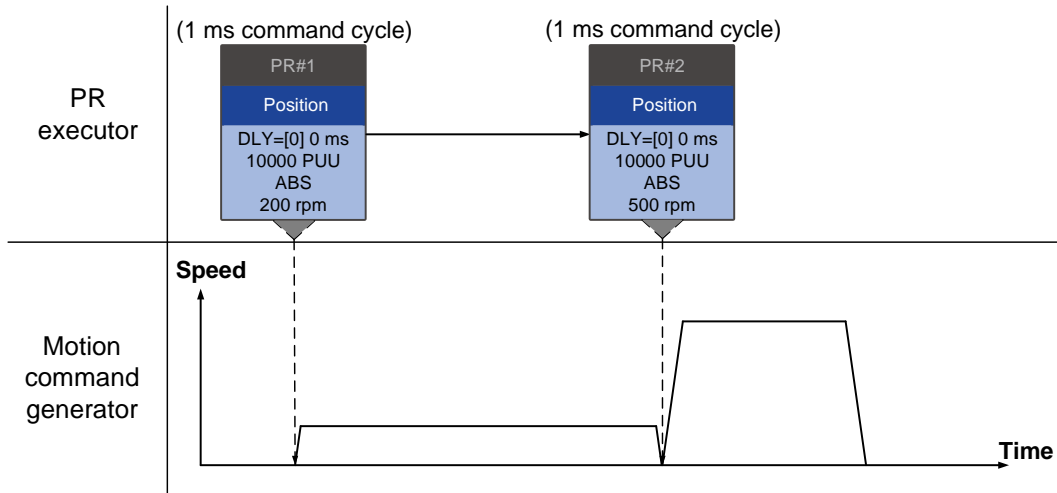 (1 ms command cycle)
(1 ms command cycle)
PR
executor
PR#1
Position
DLY=[0] 0 ms
10000 PUU
ABS
200 rpm
PR#2
Position
DLY=[0] 0 ms
10000 PUU
ABS
500 rpm
Motion
command
generator
Speed
Time